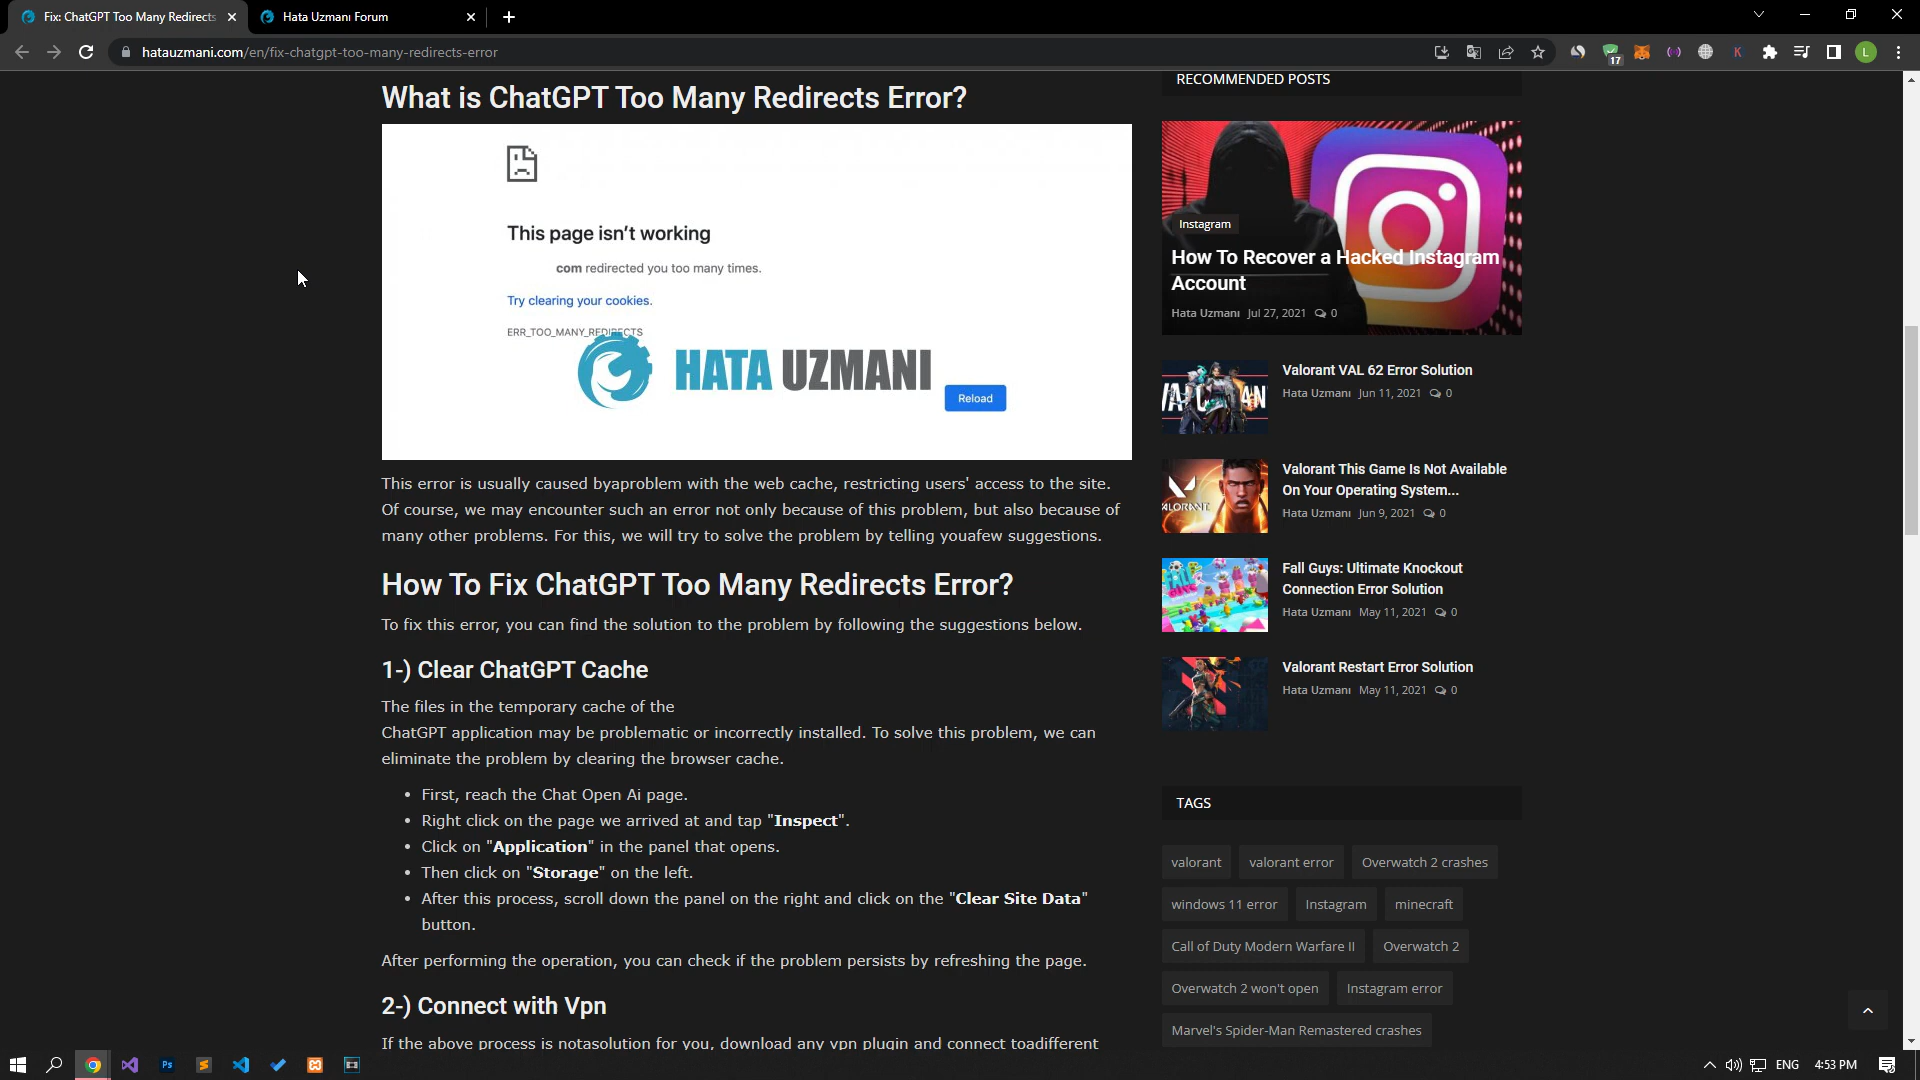 Fix: ChatGPT Too Many Redirects
Hata Uzmanı Forum
hatauzmani.com/en/fix-chatgpt-too-many-redirects-error
17
K
L
What is ChatGPT Too Many Redirects Error?
This page isn't working
com redirected you too many times.
Try clearing your cookies.
ERR_TOO_MANY_REDIRECTS
HATA UZMANI
Reload
This error is usually caused byaproblem with the web cache, restricting users' access to the site.
Of course, we may encounter such an error not only because of this problem, but also because of
many other problems. For this, we will try to solve the problem by telling youafew suggestions.
How To Fix ChatGPT Too Many Redirects Error?
To fix this error, you can find the solution to the problem by following the suggestions below.
1-) Clear ChatGPT Cache
The files in the temporary cache of the
ChatGPT application may be problematic or incorrectly installed. To solve this problem, we can
eliminate the problem by clearing the browser cache.
• First, reach the Chat Open Ai page.
• Right click on the page we arrived at and tap "Inspect".
• Click on "Application" in the panel that opens.
• Then click on "Storage" on the left.
• After this process, scroll down the panel on the right and click on the "Clear Site Data"
button.
After performing the operation, you can check if the problem persists by refreshing the page.
2-) Connect with Vpn
If the above process is notasolution for you, download any vpn plugin and connect toadifferent
RECOMMENDED POSTS
Instagram
How To Recover a Hacked Instagram
Account
Hata Uzmanı Jul 27, 2021 0
Valorant VAL 62 Error Solution
Hata Uzmanı Jun 11, 2021 0
Valorant This Game Is Not Available
On Your Operating System...
Hata Uzmanı Jun 9, 2021 0
Fall Guys: Ultimate Knockout
Connection Error Solution
Hata Uzmanı May 11, 2021 0
Valorant Restart Error Solution
Hata Uzmanı May 11, 2021 0
TAGS
valorant
valorant error
Overwatch 2 crashes
windows 11 error
Instagram
minecraft
Call of Duty Modern Warfare II
Overwatch 2
Overwatch 2 won't open
Instagram error
Marvel's Spider-Man Remastered crashes
Ps
ENG
4:53 PM